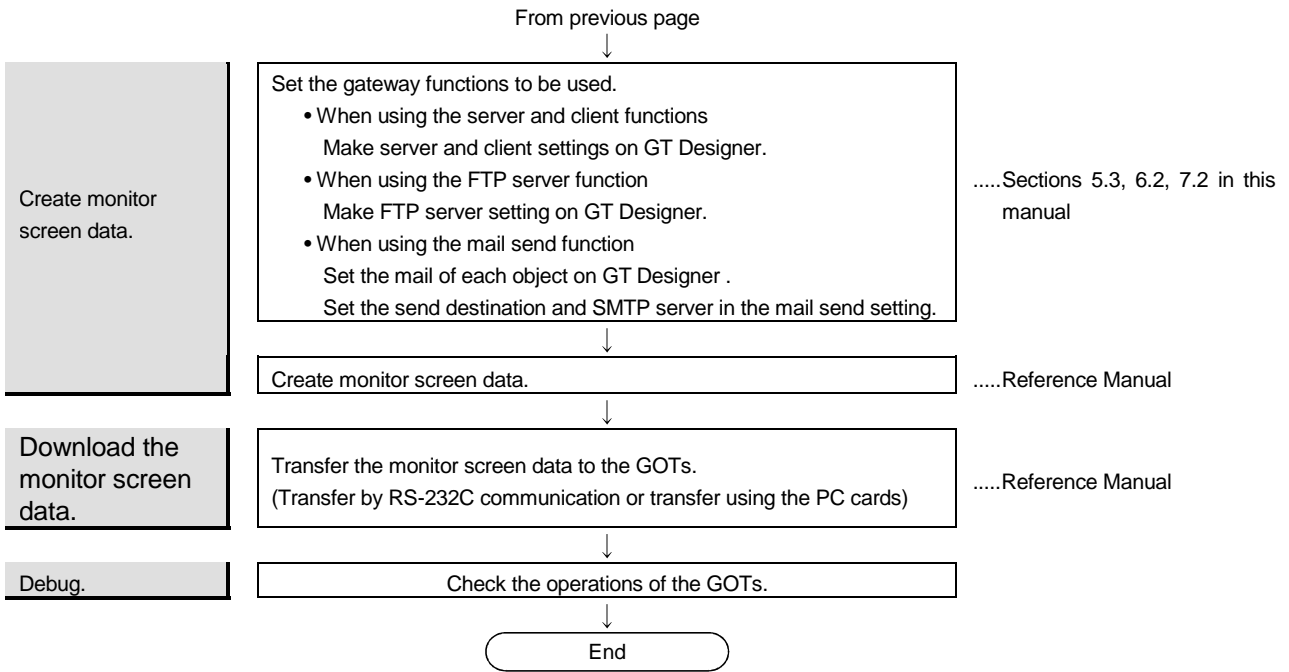 From previous page
Create monitor
screen data.
Set the gateway functions to be used.
• When using the server and client functions
Make server and client settings on GT Designer.
• When using the FTP server function
Make FTP server setting on GT Designer.
• When using the mail send function
Set the mail of each object on GT Designer .
Set the send destination and SMTP server in the mail send setting.
.....Sections 5.3, 6.2, 7.2 in this
manual
Create monitor screen data.
.....Reference Manual
Download the
monitor screen
data.
Transfer the monitor screen data to the GOTs.
(Transfer by RS-232C communication or transfer using the PC cards)
.....Reference Manual
Debug.
Check the operations of the GOTs.
End